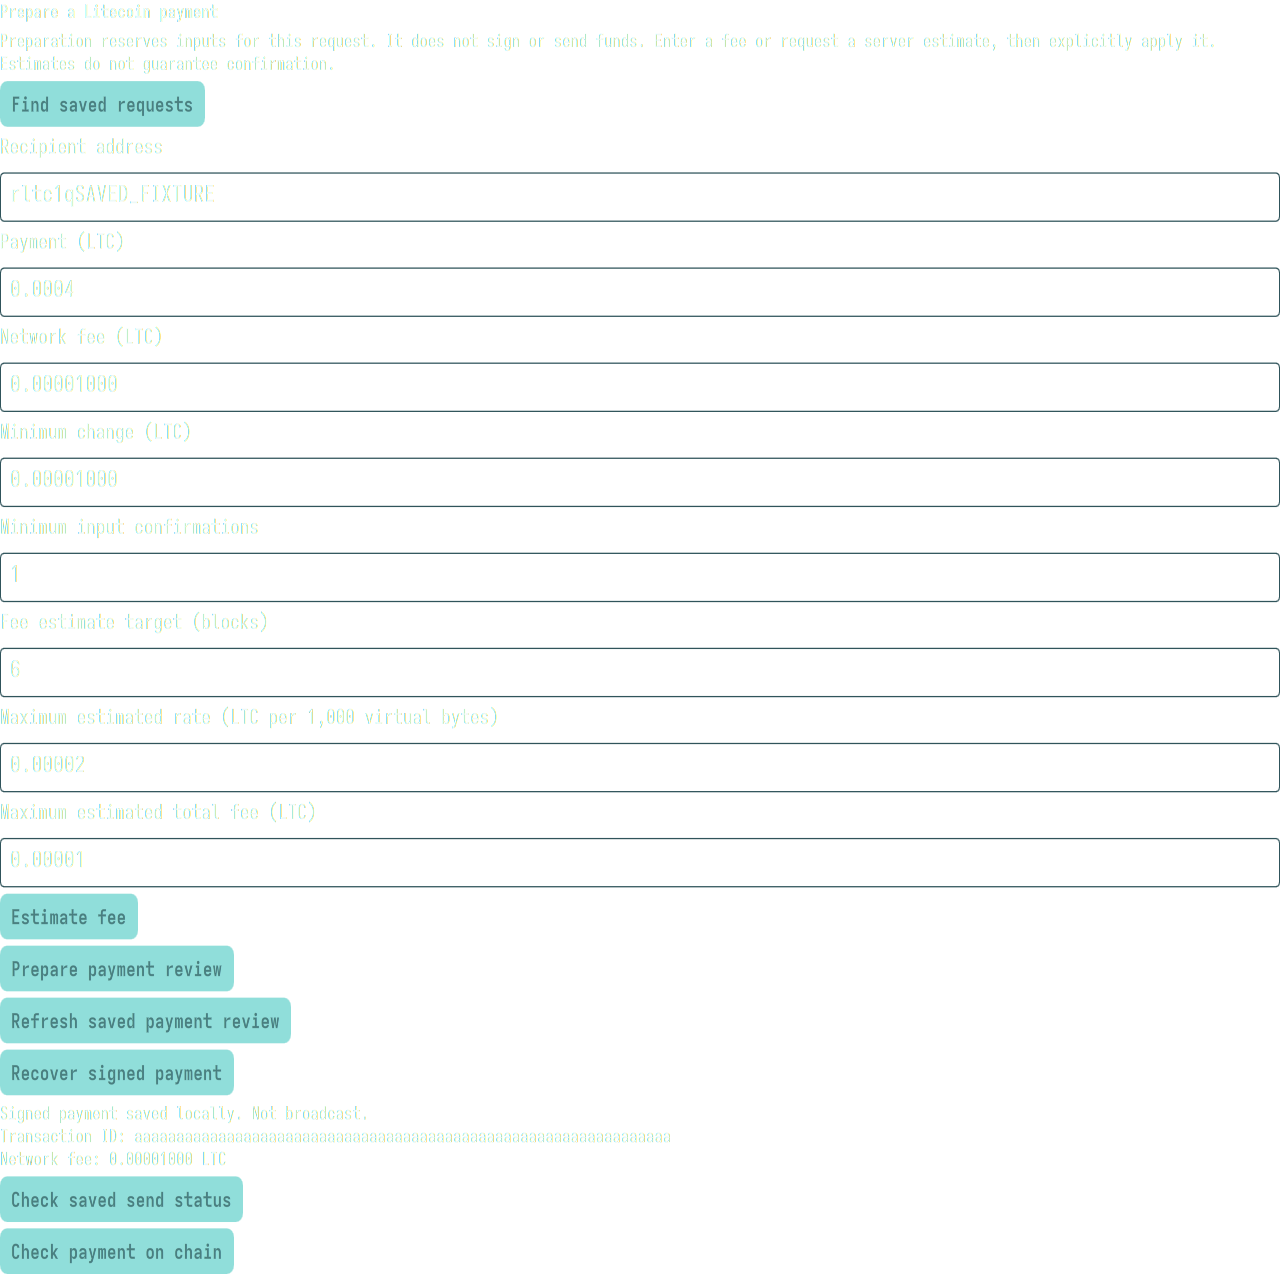 Prepare a Litecoin payment
Preparation reserves inputs for this request. It does not sign or send funds. Enter a fee or request a server estimate, then explicitly apply it.
Estimates do not guarantee confirmation.
Find saved requests
Recipient address
rltc1qSAVED_FIXTURE
Payment (LTC)
0.0004
Network fee (LTC)
0.00001000
Minimum change (LTC)
0.00001000
Minimum input confirmations
1
Fee estimate target (blocks)
6
Maximum estimated rate (LTC per 1,000 virtual bytes)
0.00002
Maximum estimated total fee (LTC)
0.00001
Estimate fee
Prepare payment review
Refresh saved payment review
Recover signed payment
Signed payment saved locally. Not broadcast.
Transaction ID: aaaaaaaaaaaaaaaaaaaaaaaaaaaaaaaaaaaaaaaaaaaaaaaaaaaaaaaaaaaaaaaa
Network fee: 0.00001000 LTC
Check saved send status
Check payment on chain